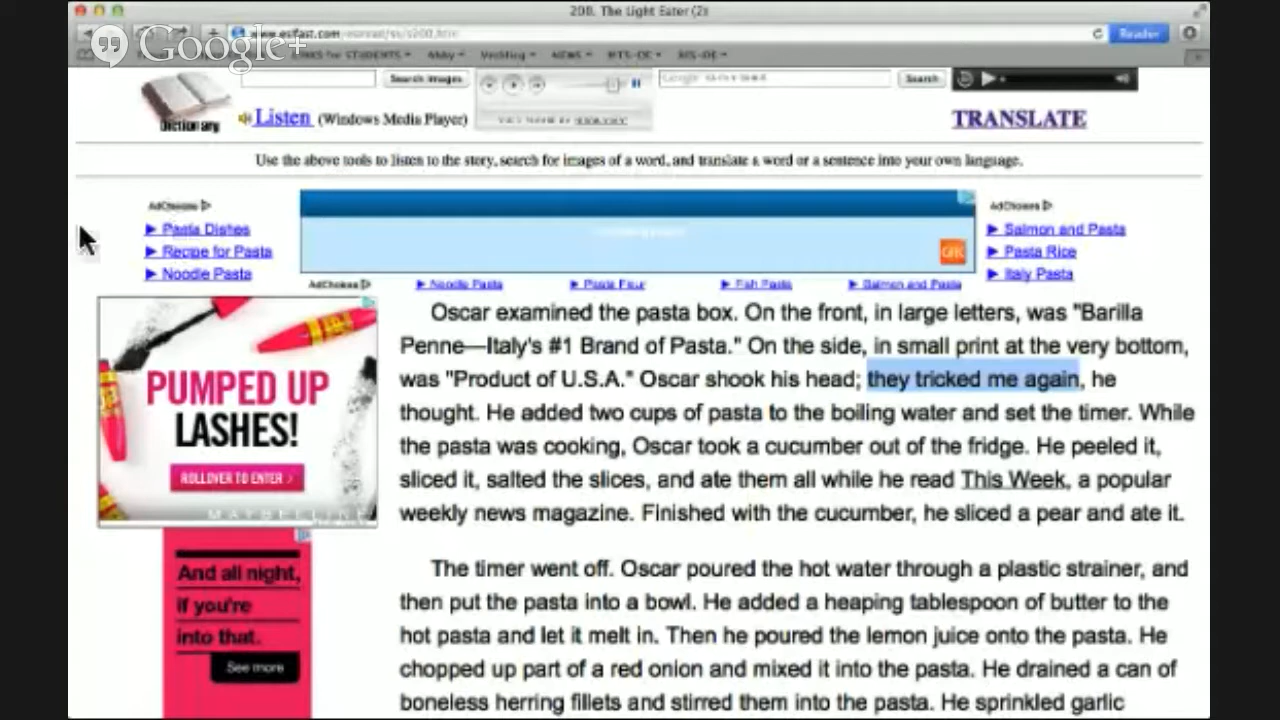 200. The Light Eater (2)
Google+
www.eslfast.com
Reader
Search Images
Search
Dictionary
Listen (Windows Media Player)
TRANSLATE
Use the above tools to listen to the story, search for images of a word, and translate a word or a sentence into your own language.
AdChoices
Pasta Dishes
Recipe for Pasta
Noodle Pasta
AdChoices
Salmon and Pasta
Pasta Rice
Italy Pasta
AdChoices
Noodle Pasta
Pasta Four
Fish Pasta
Salmon and Pasta
Oscar examined the pasta box. On the front, in large letters, was "Barilla
Penne—Italy's #1 Brand of Pasta." On the side, in small print at the very bottom,
was "Product of U.S.A." Oscar shook his head; they tricked me again, he
thought. He added two cups of pasta to the boiling water and set the timer. While
the pasta was cooking, Oscar took a cucumber out of the fridge. He peeled it,
sliced it, salted the slices, and ate them all while he read This Week, a popular
weekly news magazine. Finished with the cucumber, he sliced a pear and ate it.
The timer went off. Oscar poured the hot water through a plastic strainer, and
then put the pasta into a bowl. He added a heaping tablespoon of butter to the
hot pasta and let it melt in. Then he poured the lemon juice onto the pasta. He
chopped up part of a red onion and mixed it into the pasta. He drained a can of
boneless herring fillets and stirred them into the pasta. He sprinkled garlic
PUMPED UP
LASHES!
ROLLOVER TO ENTER
MAYBELLINE
And all night,
if you're
into that.
See more